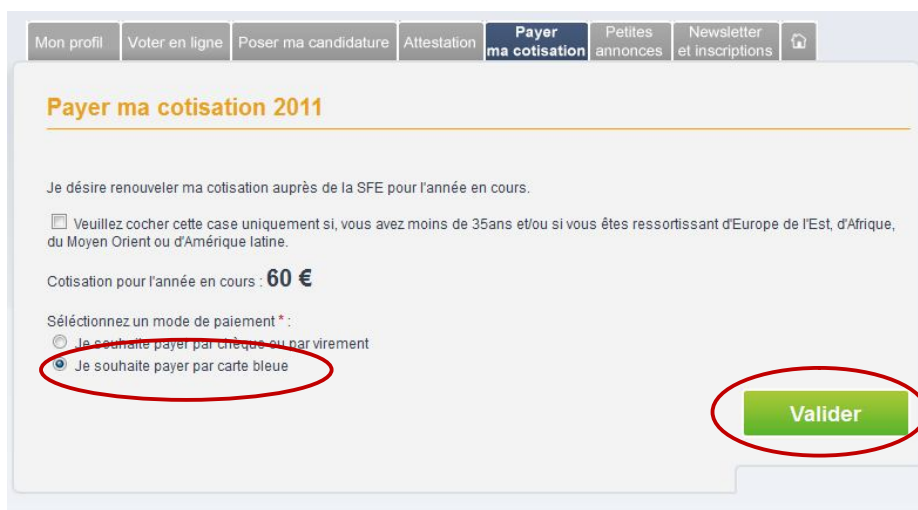 Mon profil
Voter en ligne
Poser ma candidature
Attestation
Payer
ma cotisation
Petites
annonces
Newsletter
et inscriptions
Payer ma cotisation 2011
Je désire renouveler ma cotisation auprès de la SFE pour l'année en cours.
Veuillez cocher cette case uniquement si, vous avez moins de 35ans et/ou si vous êtes ressortissant d'Europe de l'Est, d'Afrique,
du Moyen Orient ou d'Amérique latine.
Cotisation pour l'année en cours : 60 €
Séléctionnez un mode de paiement * :
Je souhaite payer par chèque ou par virement
Je souhaite payer par carte bleue
Valider